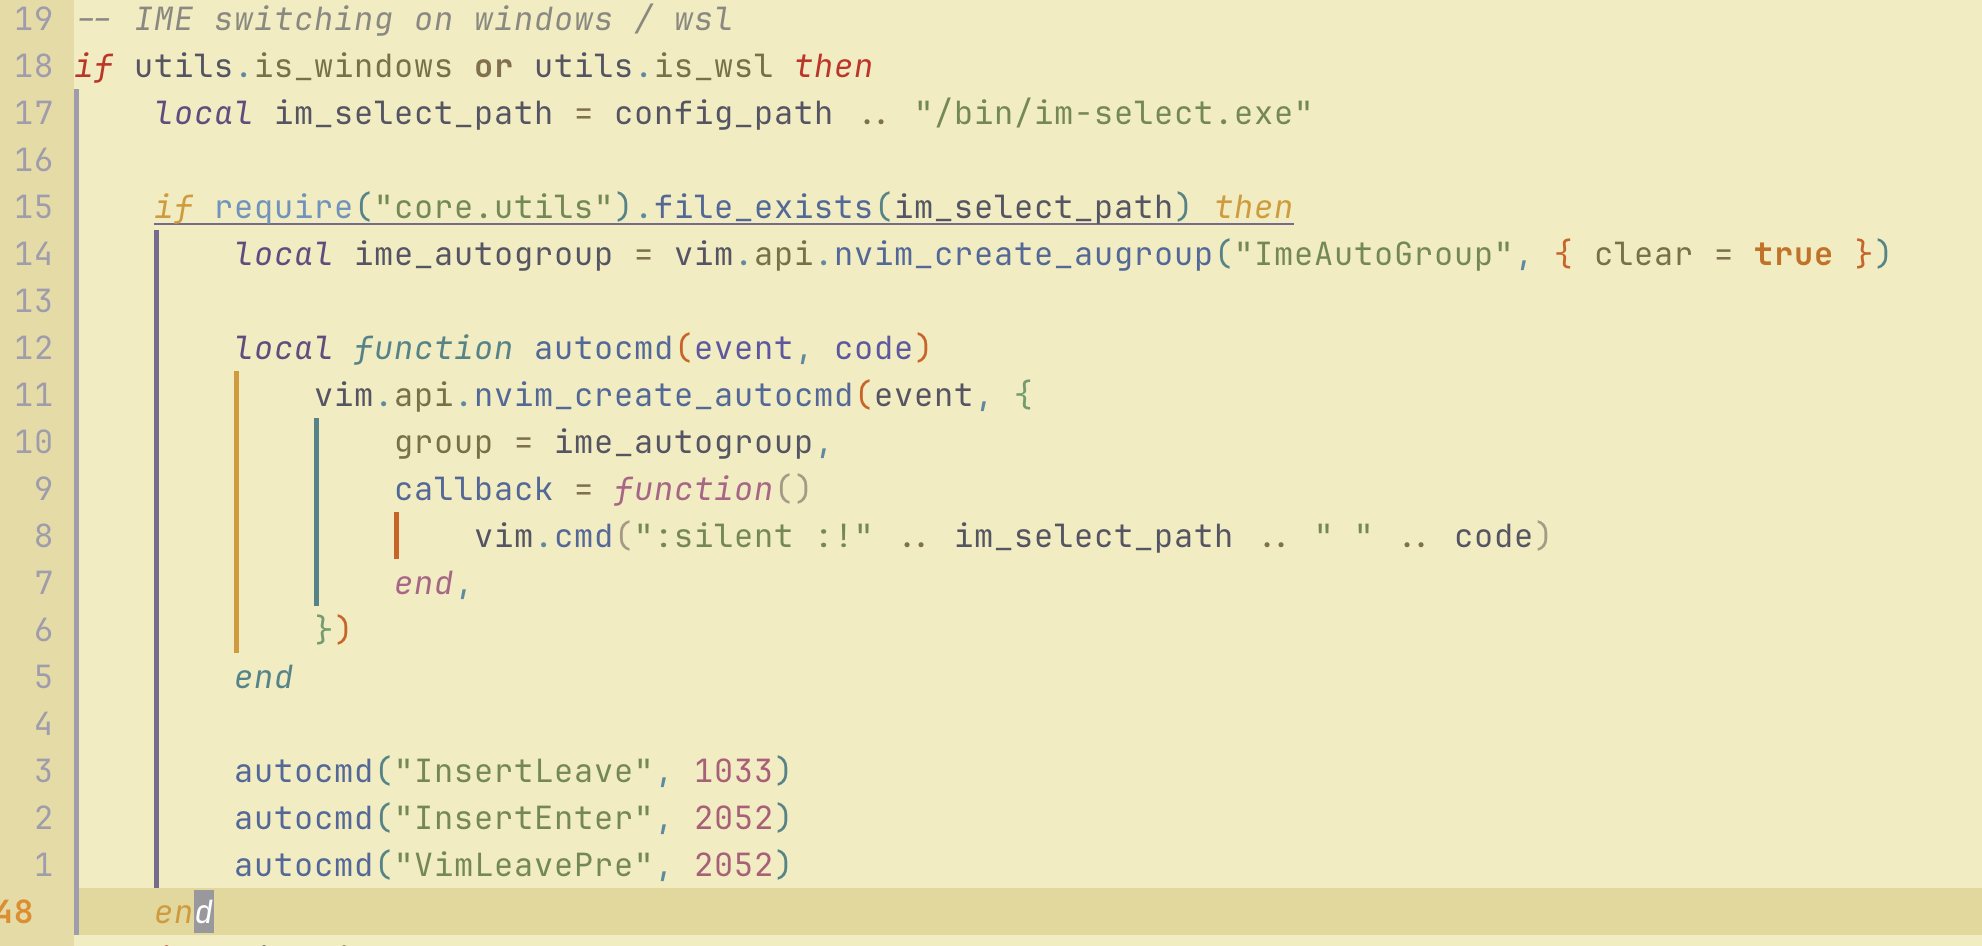 19 -- IME switching on windows / wsl
18 if utils.is_windows or utils.is_wsl then
17     local im_select_path = config_path .. "/bin/im-select.exe"
16
15     if require("core.utils").file_exists(im_select_path) then
14         local ime_autogroup = vim.api.nvim_create_augroup("ImeAutoGroup", { clear = true })
13
12         local function autocmd(event, code)
11             vim.api.nvim_create_autocmd(event, {
10                 group = ime_autogroup,
9                 callback = function()
8                     vim.cmd(":silent :!" .. im_select_path .. " " .. code)
7                 end,
6             })
5         end
4
3         autocmd("InsertLeave", 1033)
2         autocmd("InsertEnter", 2052)
1         autocmd("VimLeavePre", 2052)
48     end